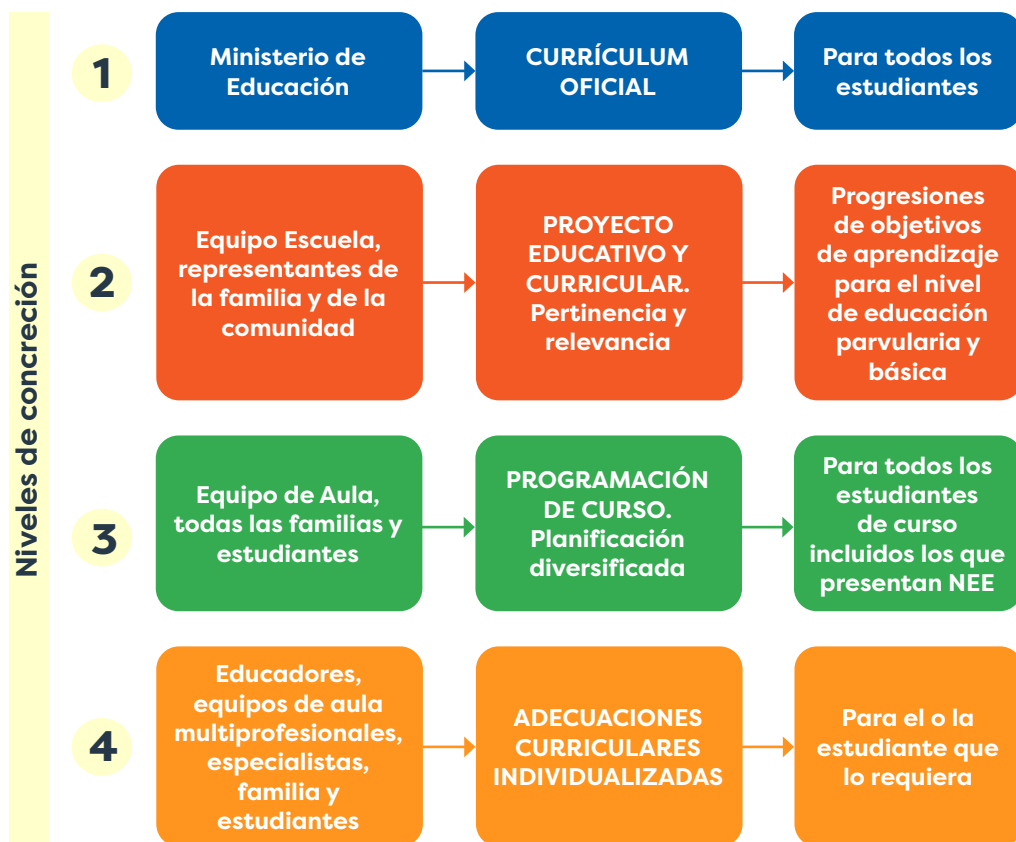 Niveles de concreción
1
Ministerio de
Educación
CURRÍCULUM
OFICIAL
Para todos los
estudiantes
2
Equipo Escuela,
representantes de
la familia y de la
comunidad
PROYECTO
EDUCATIVO Y
CURRICULAR.
Pertinencia y
relevancia
Progresiones
de objetivos
de aprendizaje
para el nivel
de educación
parvularia y
básica
3
Equipo de Aula,
todas las familias y
estudiantes
PROGRAMACIÓN
DE CURSO.
Planificación
diversificada
Para todos los
estudiantes
de curso
incluidos los que
presentan NEE
4
Educadores,
equipos de aula
multiprofesionales,
especialistas,
familia y
estudiantes
ADECUACIONES
CURRICULARES
INDIVIDUALIZADAS
Para el o la
estudiante que
lo requiera